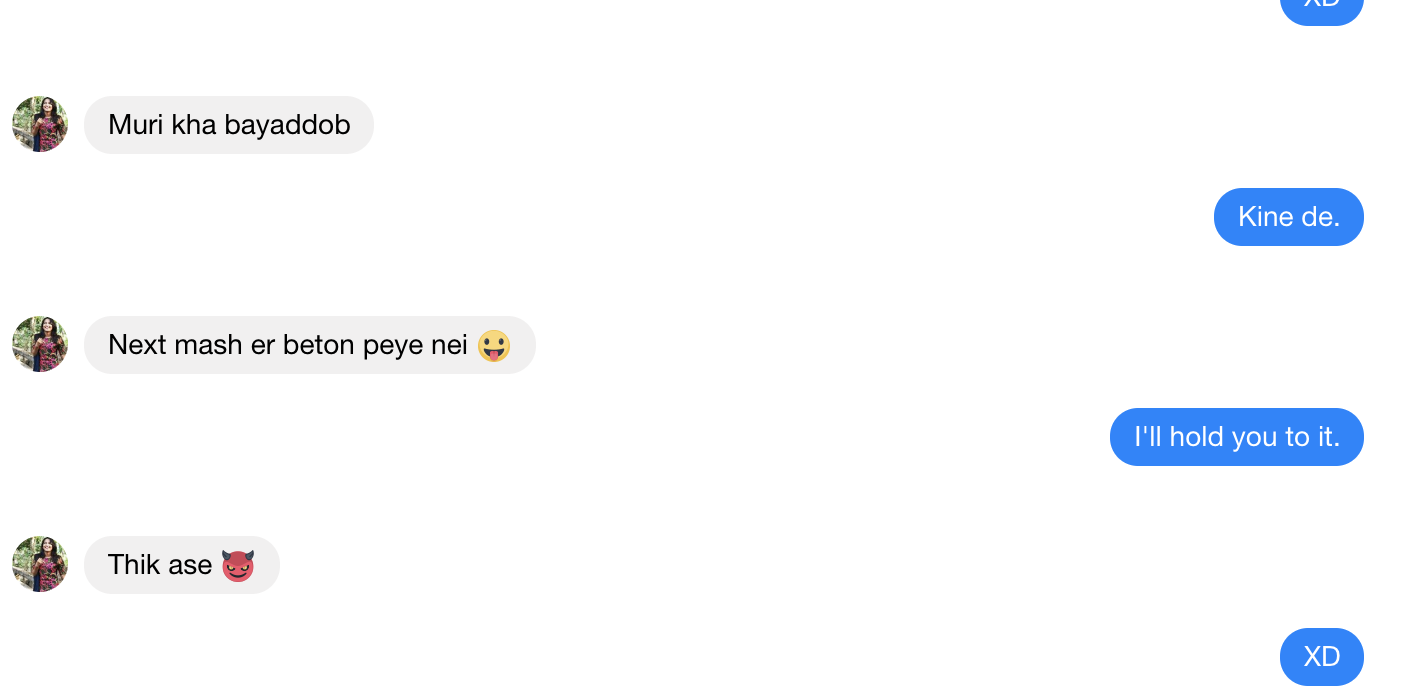 XD
Muri kha bayaddob
Kine de.
Next mash er beton peye nei 😛
I'll hold you to it.
Thik ase 😈
XD